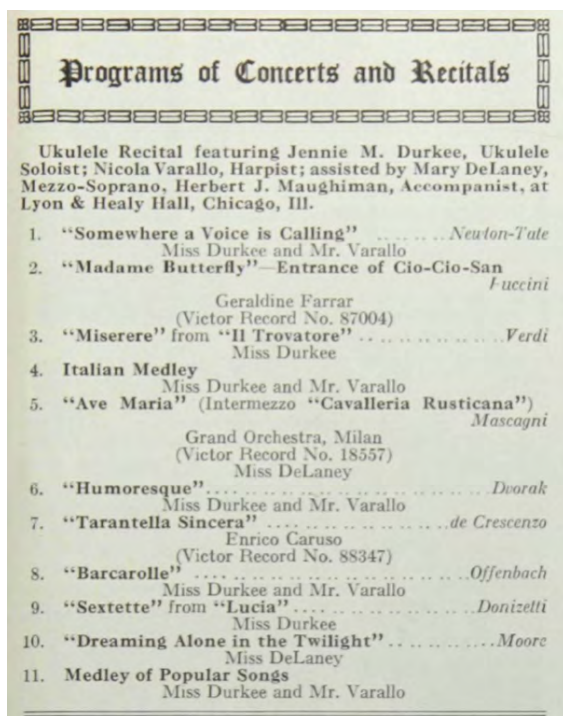 Programs of Concerts and Recitals
Ukulele Recital featuring Jennie M. Durkee, Ukulele
Soloist; Nicola Varallo, Harpist; assisted by Mary DeLaney,
Mezzo-Soprano, Herbert J. Maughiman, Accompanist, at
Lyon & Healy Hall, Chicago, Ill.
1. "Somewhere a Voice is Calling" ........ Newton-Tate
Miss Durkee and Mr. Varallo
2. "Madame Butterfly"—Entrance of Cio-Cio-San
Puccini
Geraldine Farrar
(Victor Record No. 87004)
3. "Miserere" from "Il Trovatore" .................. Verdi
Miss Durkee
4. Italian Medley
Miss Durkee and Mr. Varallo
5. "Ave Maria" (Intermezzo "Cavalleria Rusticana")
Mascagni
Grand Orchestra, Milan
(Victor Record No. 18557)
Miss DeLaney
6. "Humoresque".............................. Dvorak
Miss Durkee and Mr. Varallo
7. "Tarantella Sincera" ................... de Crescenzo
Enrico Caruso
(Victor Record No. 88347)
8. "Barcarolle" ........................... Offenbach
Miss Durkee and Mr. Varallo
9. "Sextette" from "Lucia"..................... Donizetti
Miss Durkee
10. "Dreaming Alone in the Twilight" ............ Moore
Miss DeLaney
11. Medley of Popular Songs
Miss Durkee and Mr. Varallo